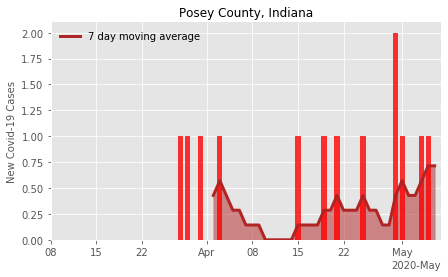 Posey County, Indiana
7 day moving average
New Covid-19 Cases
2.00
1.75
1.50
1.25
1.00
0.75
0.50
0.25
0.00
08 15 22 Apr 08 15 22 May
2020-May